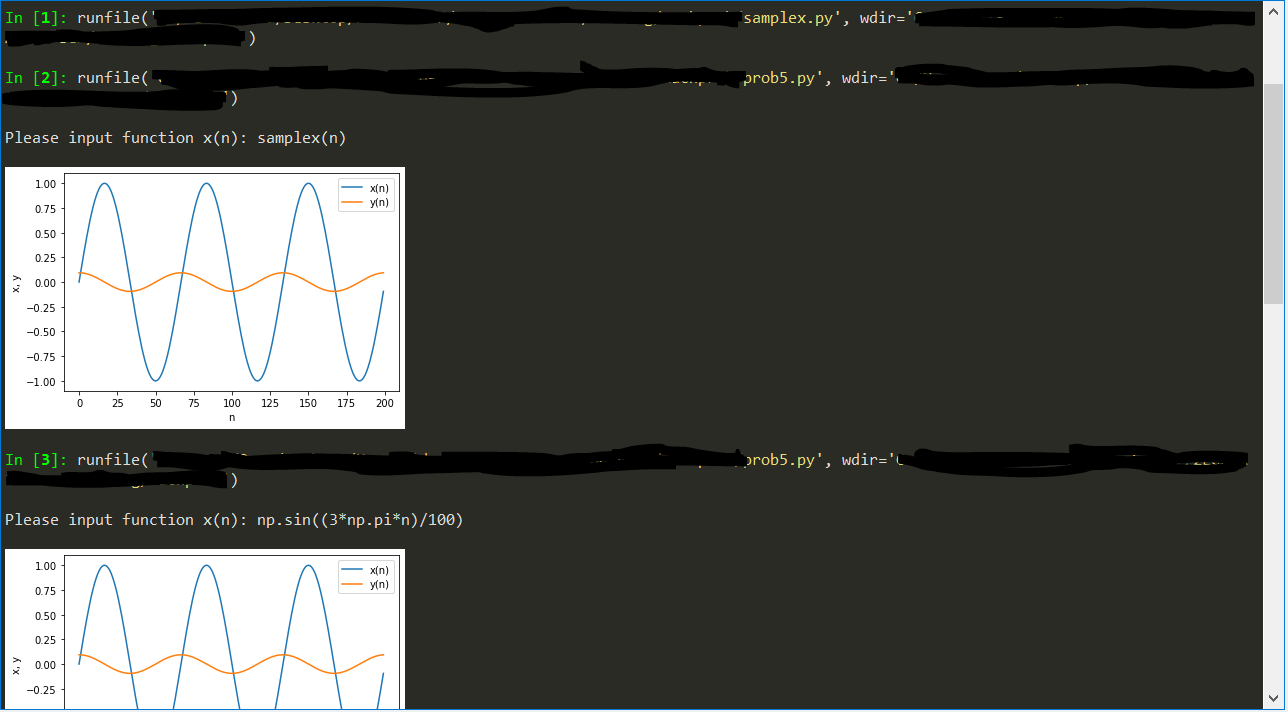 In [1]: runfile(' samplex.py', wdir='
)
In [2]: runfile( prob5.py', wdir='
')
Please input function x(n): samplex(n)
x(n)
y(n)
1.00
0.75
0.50
0.25
0.00
−0.25
−0.50
−0.75
−1.00
x, y
0 25 50 75 100 125 150 175 200
n
In [3]: runfile( prob5.py', wdir='
)
Please input function x(n): np.sin((3*np.pi*n)/100)
x(n)
y(n)
1.00
0.75
0.50
0.25
0.00
−0.25
x, y